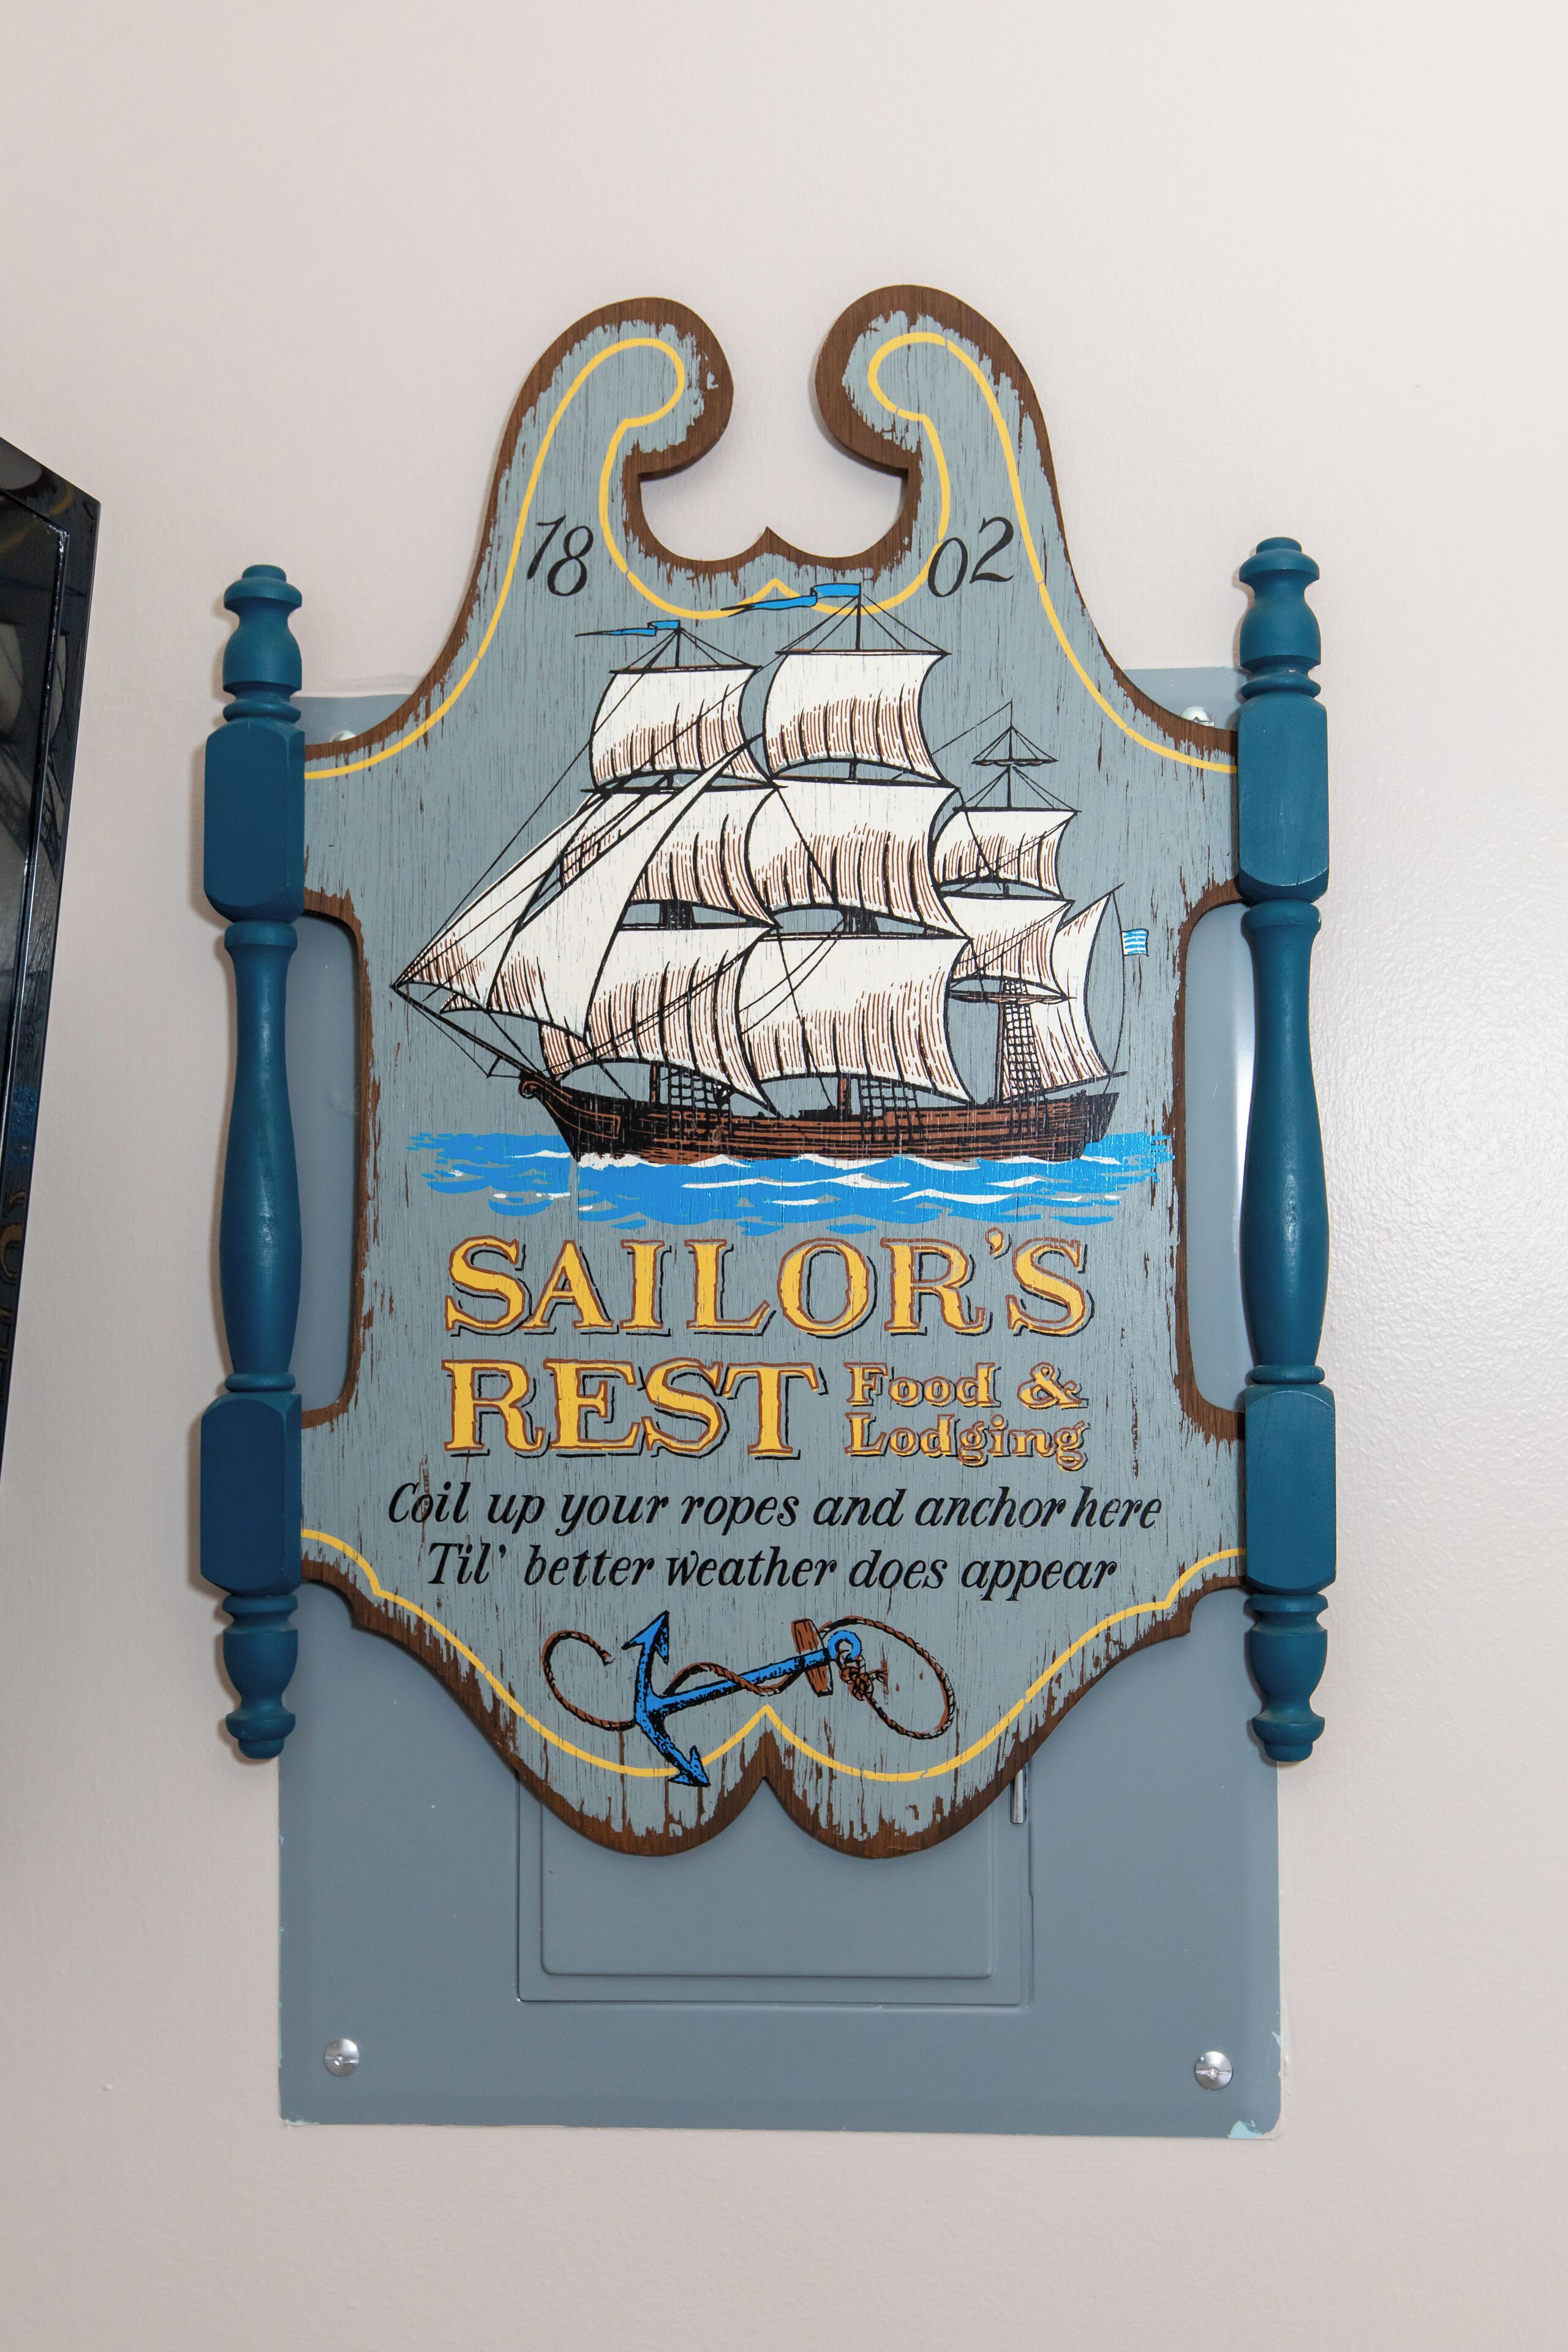 18 02
SAILOR'S
REST Food &
Lodging
Coil up your ropes and anchor here
Til' better weather does appear